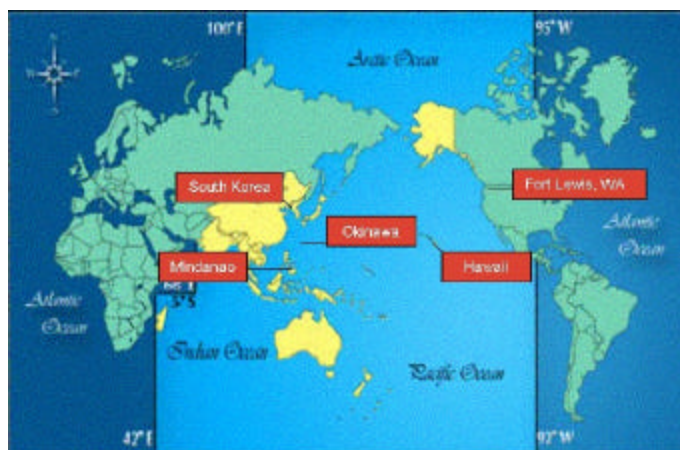 100°E
95°W
Arctic Ocean
South Korea
Fort Lewis, WA
Okinawa
Atlantic
Ocean
Mindanao
Hawaii
5°S
Atlantic
Ocean
Indian Ocean
Pacific Ocean
42°E
92°W